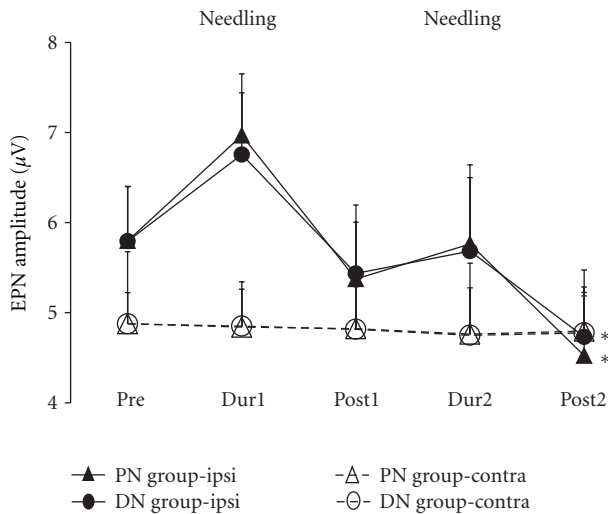 Needling Needling
8
7
6
5
4
EPN amplitude (μV)
*
*
Pre Dur1 Post1 Dur2 Post2
PN group-ipsi PN group-contra
DN group-ipsi DN group-contra